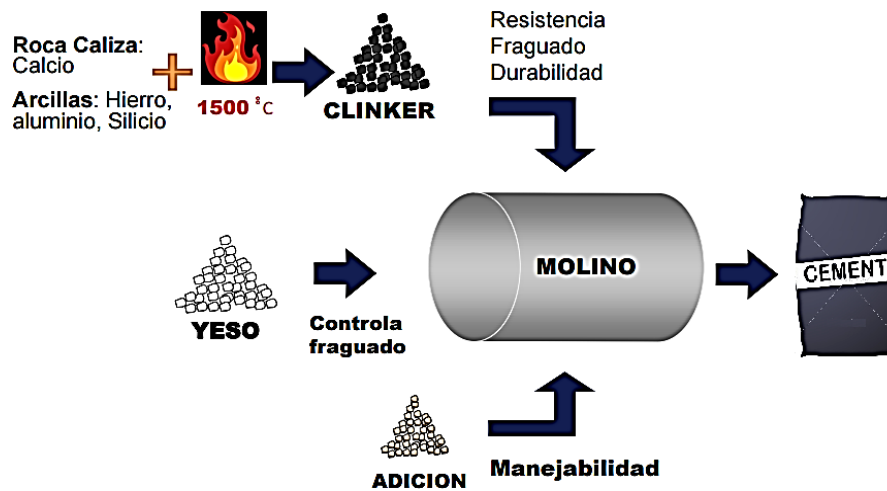 Roca Caliza:
Calcio
Arcillas: Hierro,
aluminio, Silicio
1500 °C
CLINKER
Resistencia
Fraguado
Durabilidad
MOLINO
CEMENT
YESO
Controla
fraguado
ADICION
Manejabilidad